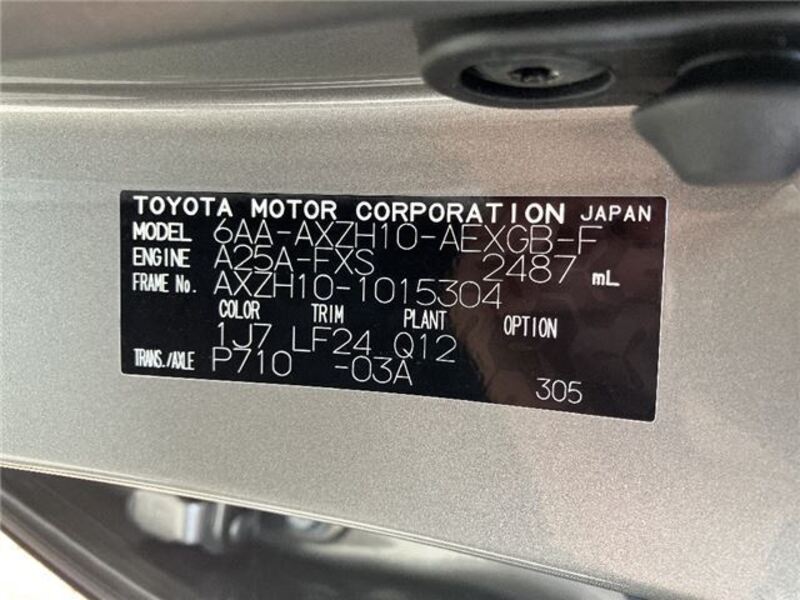 TOYOTA MOTOR CORPORATION JAPAN
MODEL 6AA-AXZH10-AEXGB-F
ENGINE A25A-FXS 2487 mL
FRAME No. AXZH10-1015304
COLOR TRIM PLANT OPTION
1J7 LF24 Q12
TRANS./AXLE P710 -03A
305